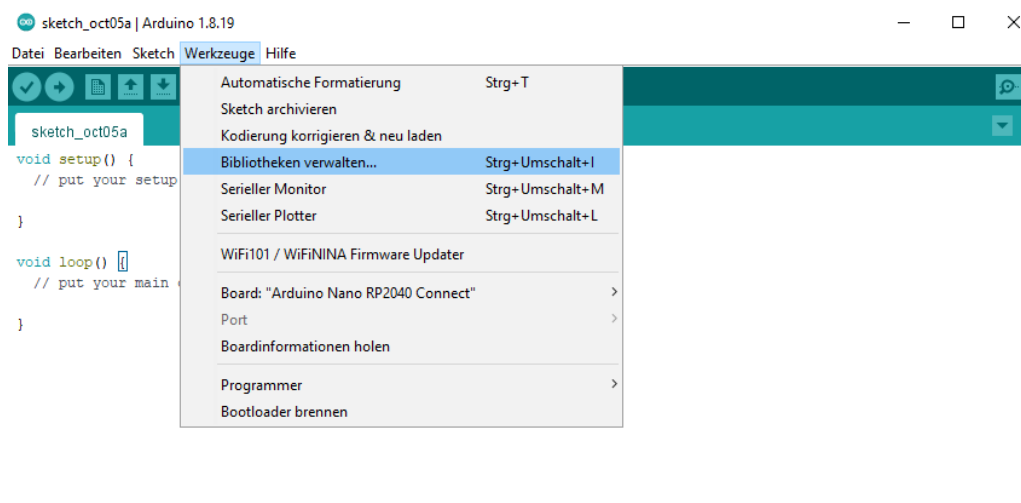 sketch_oct05a | Arduino 1.8.19
Datei Bearbeiten Sketch Werkzeuge Hilfe
Automatische Formatierung Strg+T
Sketch archivieren
Kodierung korrigieren & neu laden
Bibliotheken verwalten... Strg+Umschalt+I
Serieller Monitor Strg+Umschalt+M
Serieller Plotter Strg+Umschalt+L
WiFi101 / WiFiNINA Firmware Updater
Board: "Arduino Nano RP2040 Connect"
Port
Boardinformationen holen
Programmer
Bootloader brennen
sketch_oct05a
void setup() {
// put your setup
}
void loop() {
// put your main
}